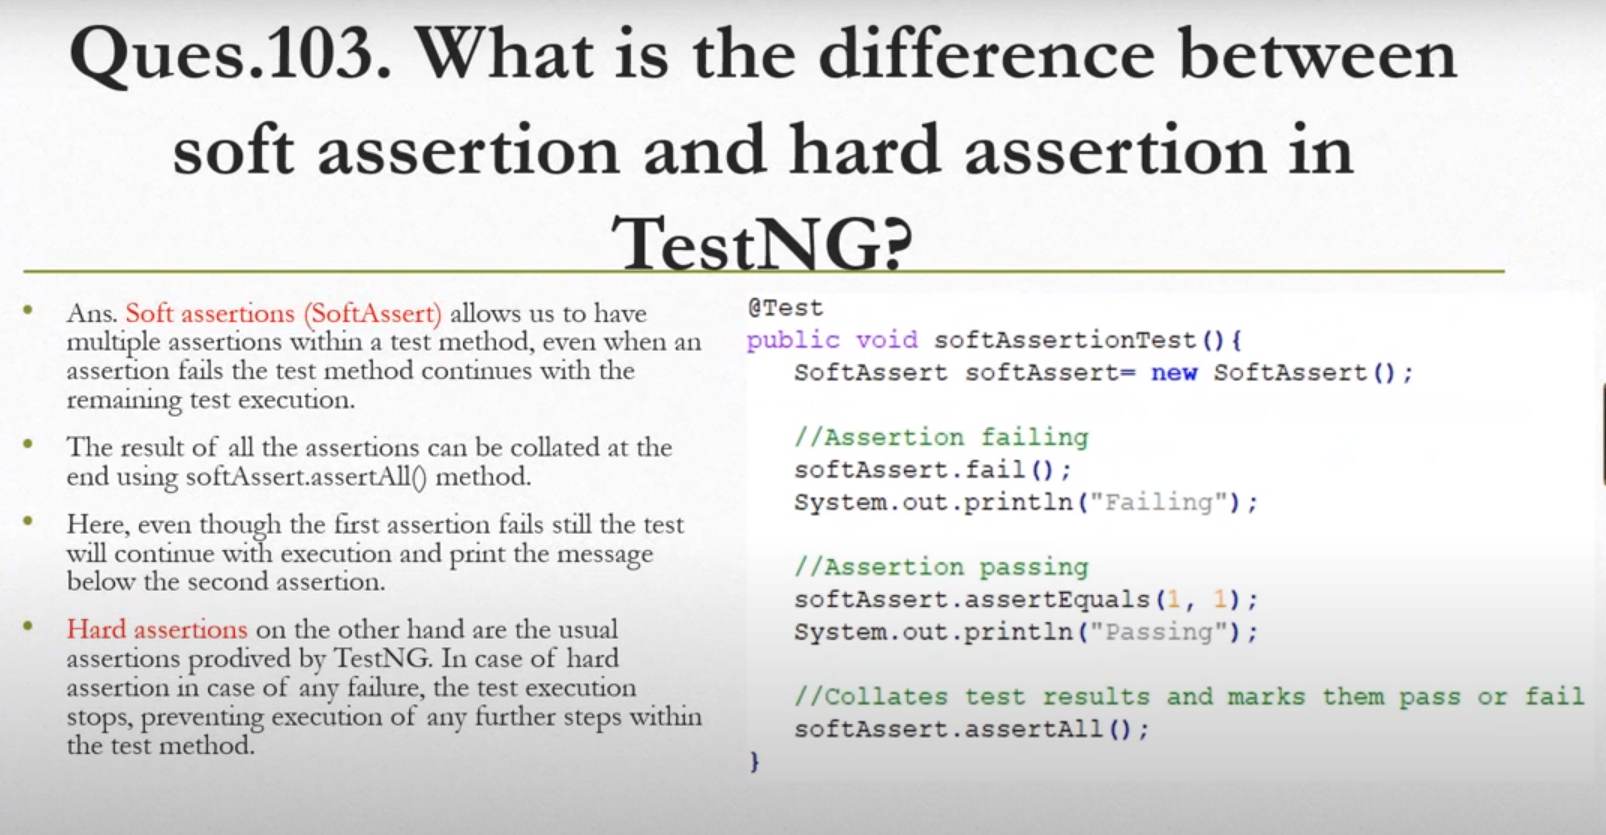 Ques.103. What is the difference between
soft assertion and hard assertion in
TestNG?
Ans. Soft assertions (SoftAssert) allows us to have
multiple assertions within a test method, even when an
assertion fails the test method continues with the
remaining test execution.
The result of all the assertions can be collated at the
end using softAssert.assertAll() method.
Here, even though the first assertion fails still the test
will continue with execution and print the message
below the second assertion.
Hard assertions on the other hand are the usual
assertions prodived by TestNG. In case of hard
assertion in case of any failure, the test execution
stops, preventing execution of any further steps within
the test method.
@Test
public void softAssertionTest(){
SoftAssert softAssert= new SoftAssert();
//Assertion failing
softAssert.fail();
System.out.println("Failing");
//Assertion passing
softAssert.assertEquals(1, 1);
System.out.println("Passing");
//Collates test results and marks them pass or fail
softAssert.assertAll();
}